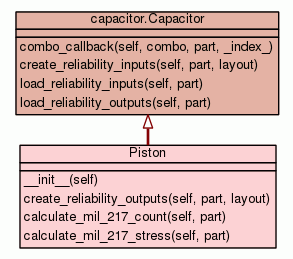 capacitor.Capacitor
combo_callback(self, combo, part, _index_)
create_reliability_inputs(self, part, layout)
load_reliability_inputs(self, part)
load_reliability_outputs(self, part)
Piston
__init__(self)
create_reliability_outputs(self, part, layout)
calculate_mil_217_count(self, part)
calculate_mil_217_stress(self, part)